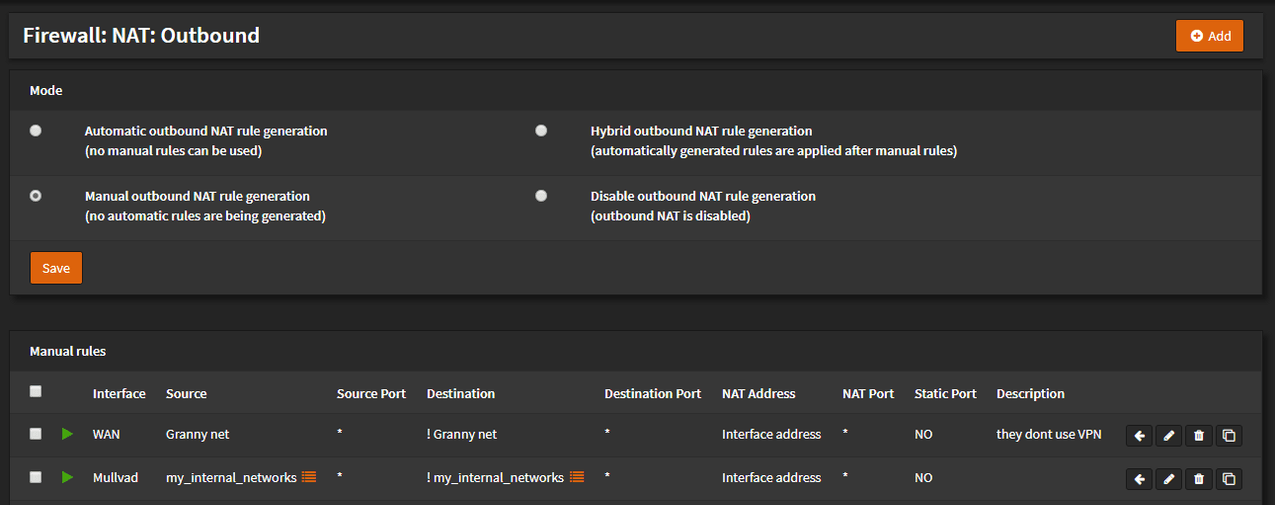 Firewall: NAT: Outbound
Add
Mode
Automatic outbound NAT rule generation
(no manual rules can be used)
Hybrid outbound NAT rule generation
(automatically generated rules are applied after manual rules)
Manual outbound NAT rule generation
(no automatic rules are being generated)
Disable outbound NAT rule generation
(outbound NAT is disabled)
Save
Manual rules
Interface Source Source Port Destination Destination Port NAT Address NAT Port Static Port Description
WAN Granny net * ! Granny net * Interface address * NO they dont use VPN
Mullvad my_internal_networks * ! my_internal_networks * Interface address * NO